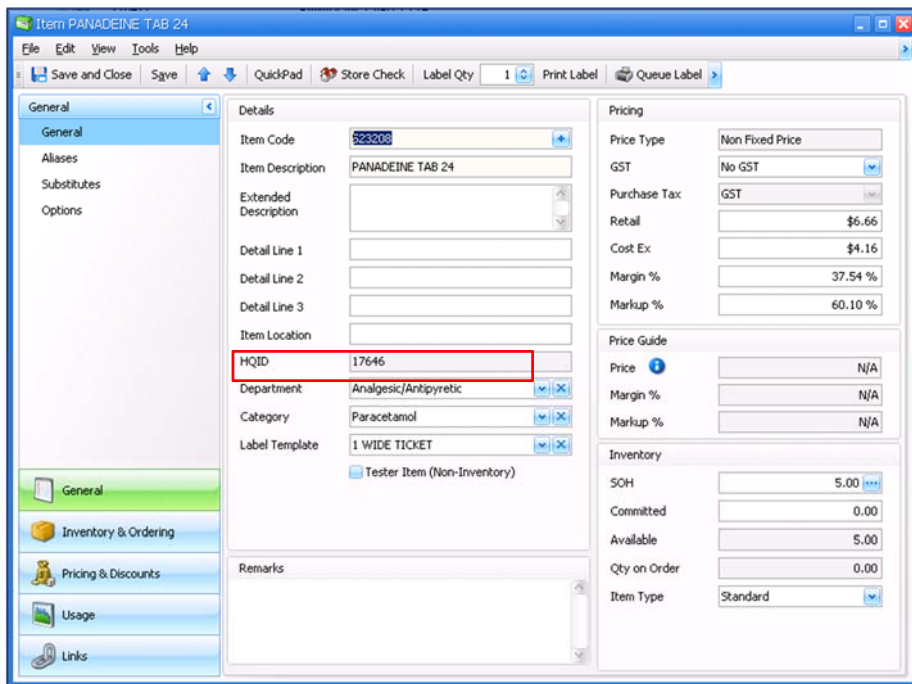 Item PANADEINE TAB 24
File Edit View Tools Help
Save and Close Save QuickPad Store Check Label Qty 1 Print Label Queue Label
General
General
Aliases
Substitutes
Options
General
Inventory & Ordering
Pricing & Discounts
Usage
Links
Details
Item Code 523208
Item Description PANADEINE TAB 24
Extended
Description
Detail Line 1
Detail Line 2
Detail Line 3
Item Location
HQID 17646
Department Analgesic/Antipyretic
Category Paracetamol
Label Template 1 WIDE TICKET
Tester Item (Non-Inventory)
Remarks
Pricing
Price Type Non Fixed Price
GST No GST
Purchase Tax GST
Retail $6.66
Cost Ex $4.16
Margin % 37.54 %
Markup % 60.10 %
Price Guide
Price N/A
Margin % N/A
Markup % N/A
Inventory
SOH 5.00
Committed 0.00
Available 5.00
Qty on Order 0.00
Item Type Standard